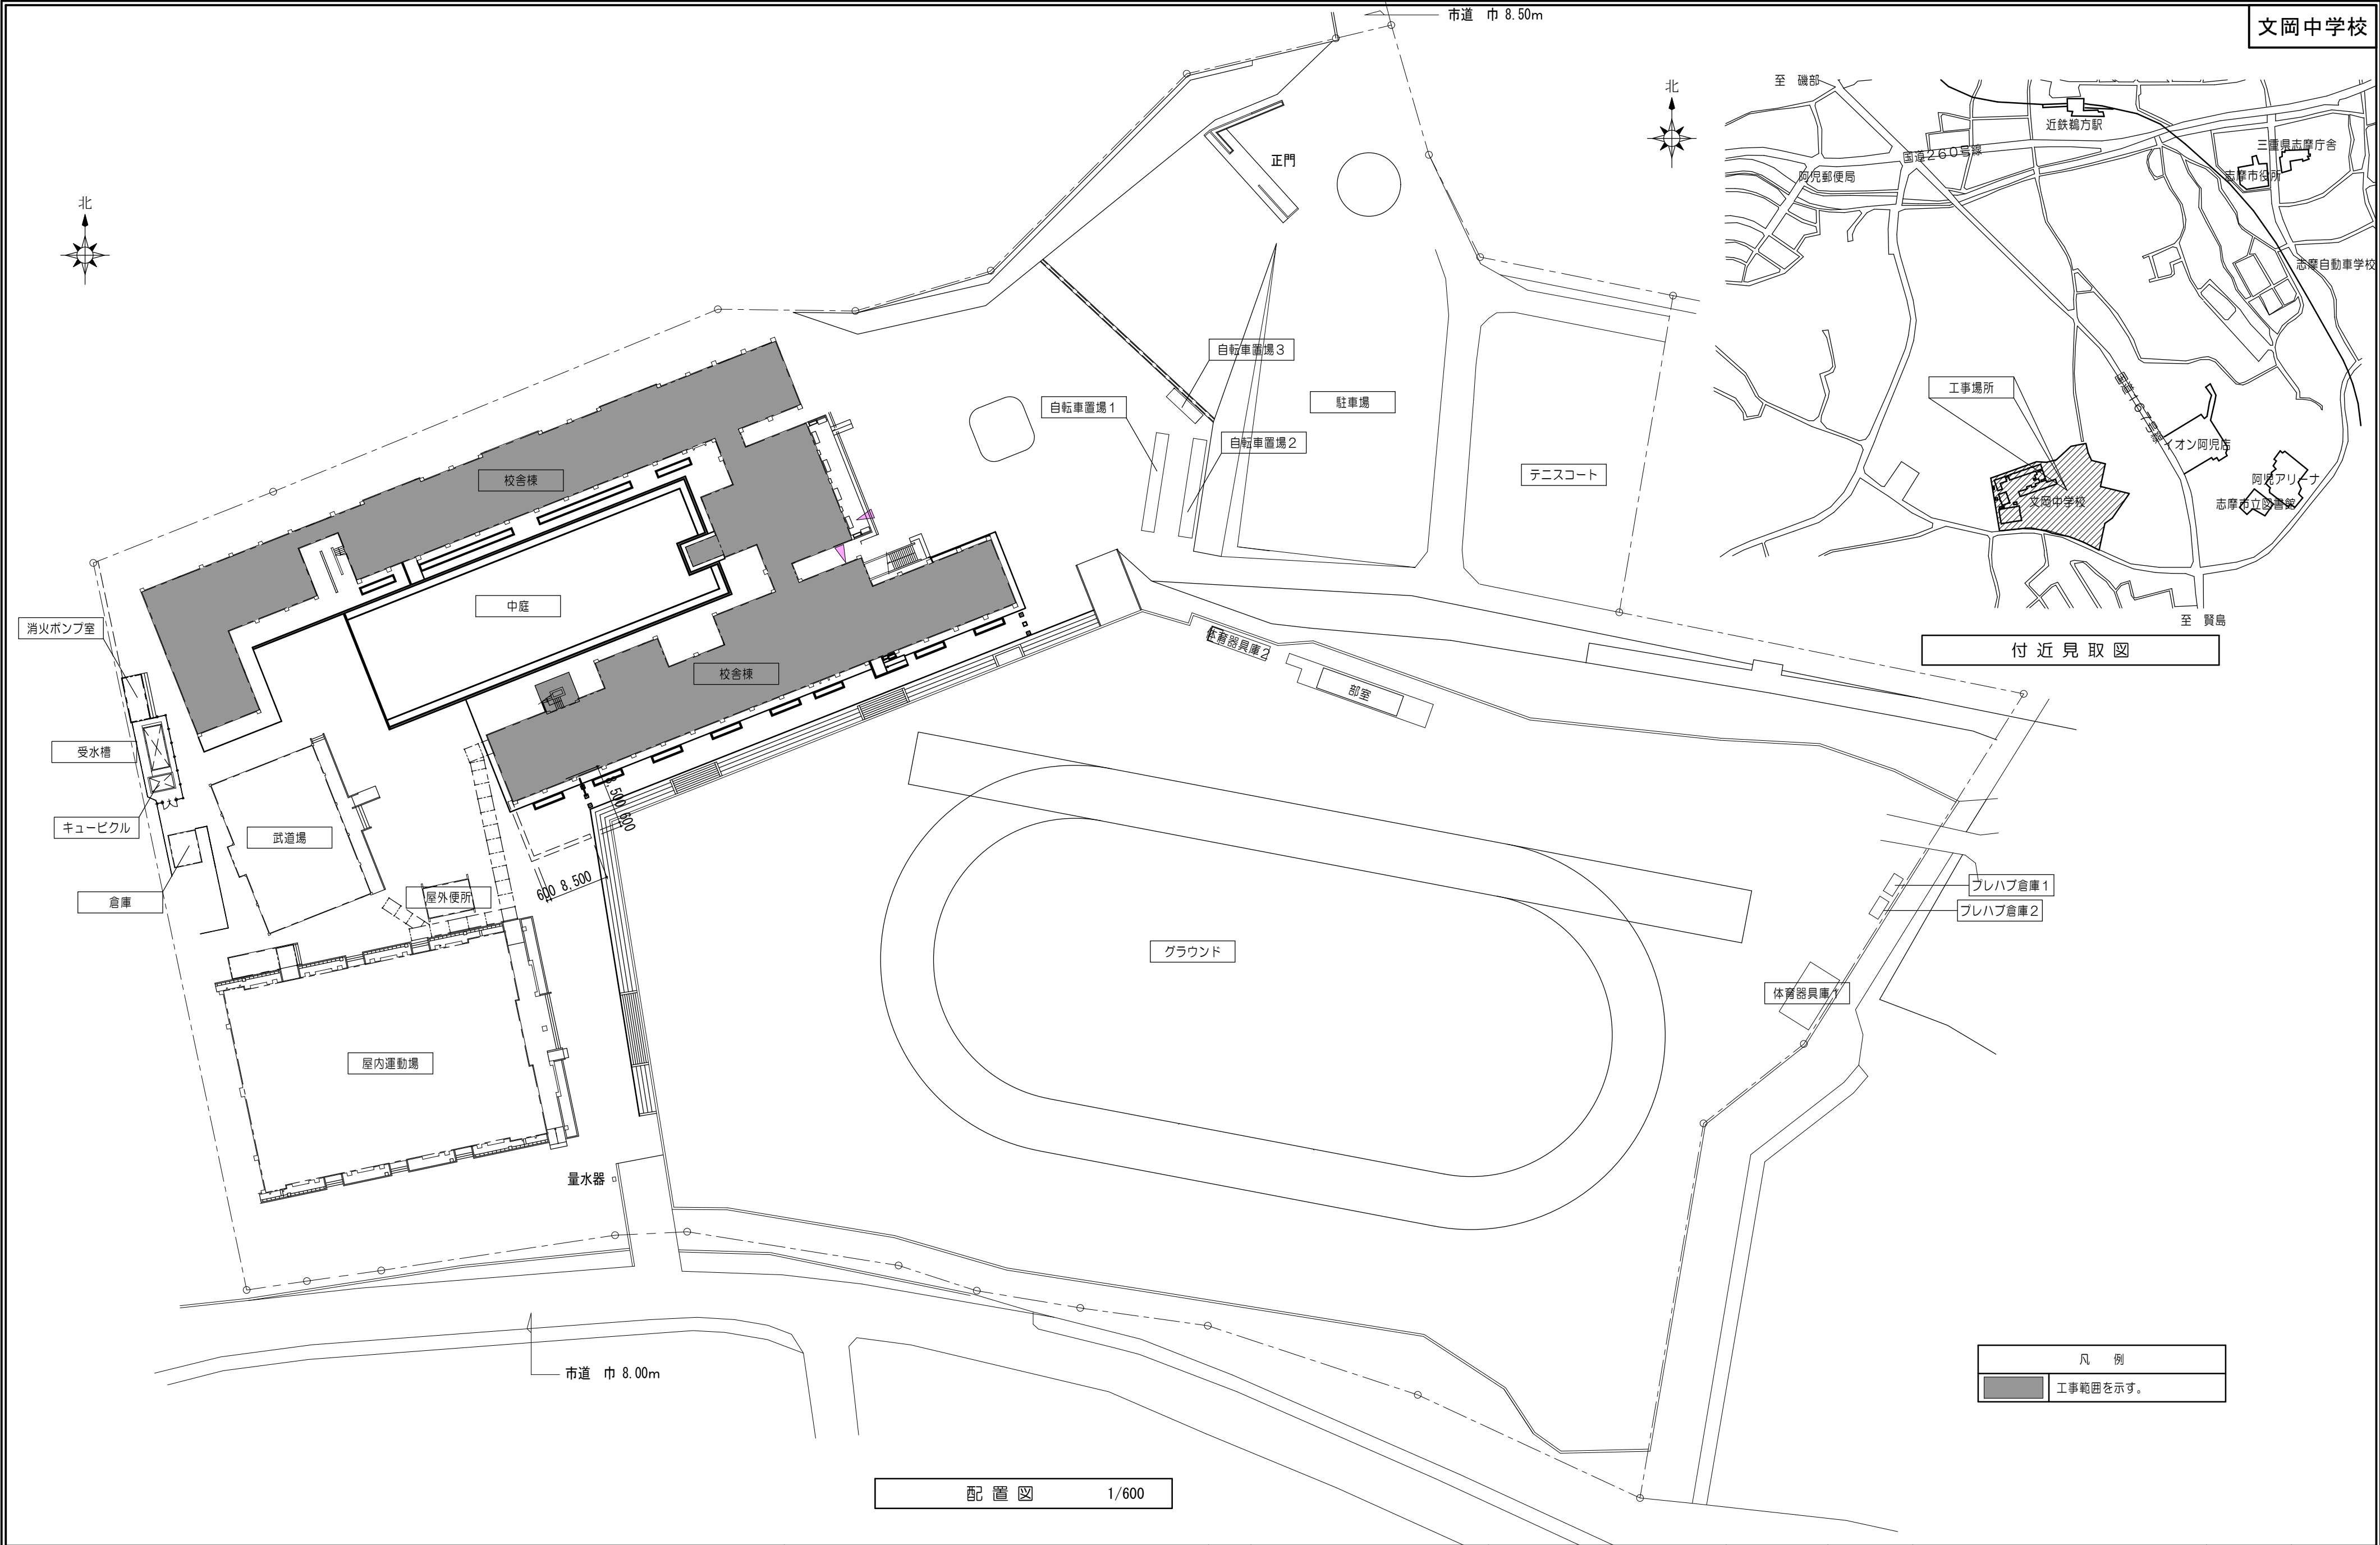 市道 巾 8.50m
文岡中学校
北
北
至 磯部
近鉄鵜方駅
国道260号線
三重県志摩庁舎
志摩市役所
阿児郵便局
志摩自動車学校
工事場所
イオン阿児店
阿児アリーナ
志摩市立図書館
文岡中学校
至 賢島
付近見取図
正門
自転車置場3
自転車置場1
自転車置場2
駐車場
テニスコート
校舎棟
中庭
校舎棟
消火ポンプ室
受水槽
キュービクル
倉庫
武道場
屋外便所
屋内運動場
体育器具庫2
部室
600 8,500
グラウンド
プレハブ倉庫1
プレハブ倉庫2
体育器具庫1
量水器
市道 巾 8.00m
凡 例
工事範囲を示す。
配置図 1/600